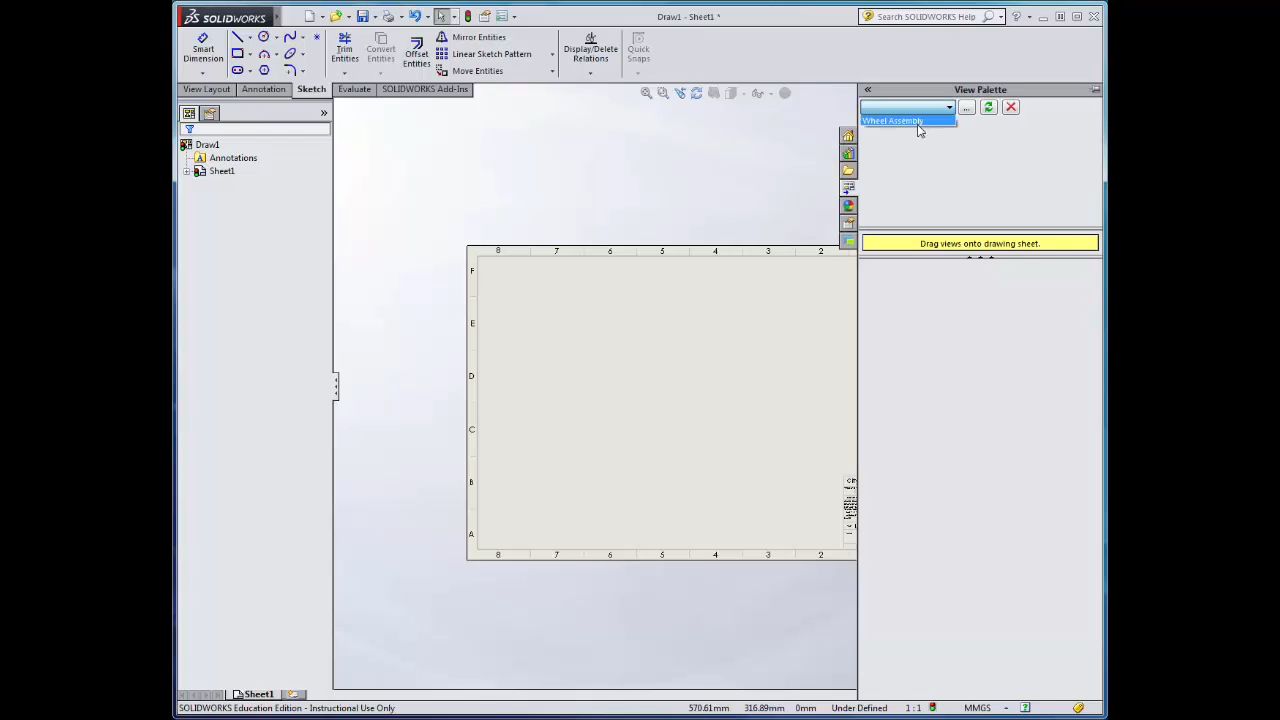 SOLIDWORKS
Draw1 - Sheet1 *
Search SOLIDWORKS Help
Smart Dimension
Trim Entities
Convert Entities
Offset Entities
Mirror Entities
Linear Sketch Pattern
Move Entities
Display/Delete Relations
Quick Snaps
View Layout
Annotation
Sketch
Evaluate
SOLIDWORKS Add-Ins
View Palette
Wheel Assembly
Draw1
Annotations
Sheet1
Drag views onto drawing sheet.
8 7 6 5 4 3 2
F
E
D
C
B
A
8 7 6 5 4 3 2
Sheet1
SOLIDWORKS Education Edition - Instructional Use Only
570.61mm 316.89mm 0mm Under Defined 1 : 1 MMGS -